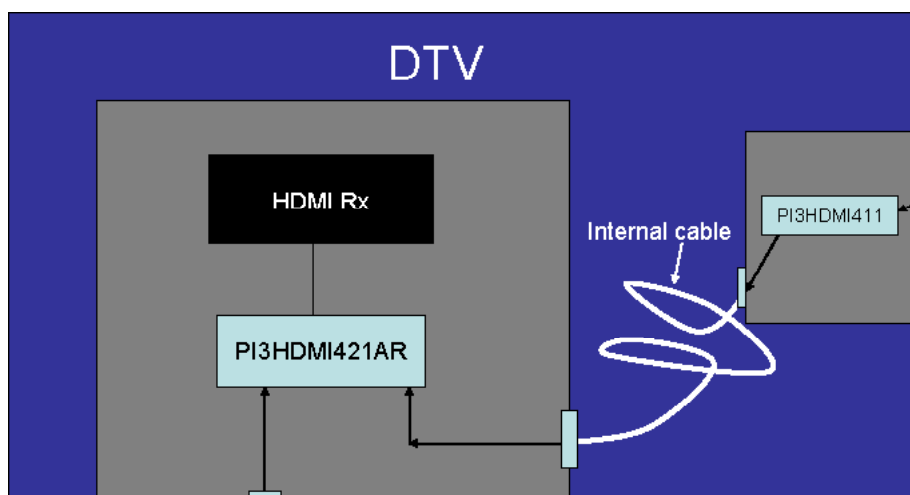 DTV
HDMI Rx
PI3HDMI411
Internal cable
PI3HDMI421AR